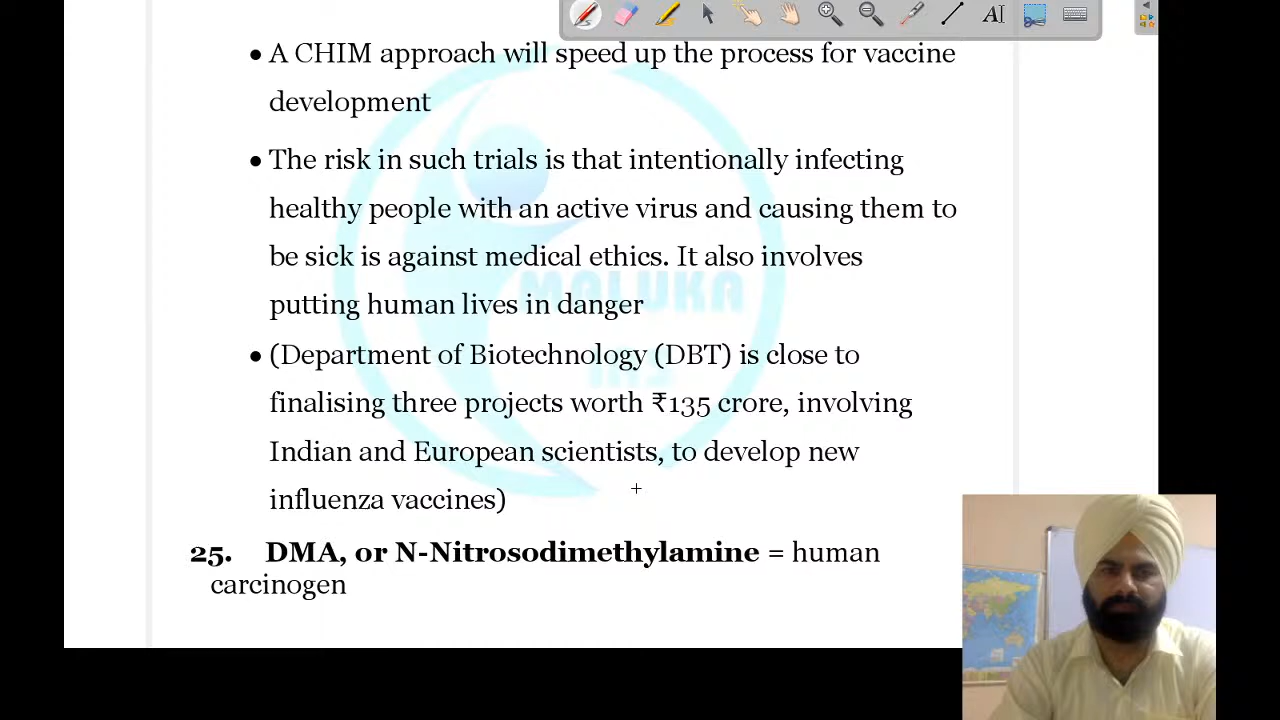 • A CHIM approach will speed up the process for vaccine
development
• The risk in such trials is that intentionally infecting
healthy people with an active virus and causing them to
be sick is against medical ethics. It also involves
putting human lives in danger
• (Department of Biotechnology (DBT) is close to
finalising three projects worth ₹135 crore, involving
Indian and European scientists, to develop new
influenza vaccines)
25. DMA, or N-Nitrosodimethylamine = human
carcinogen
MALUKA
IAS